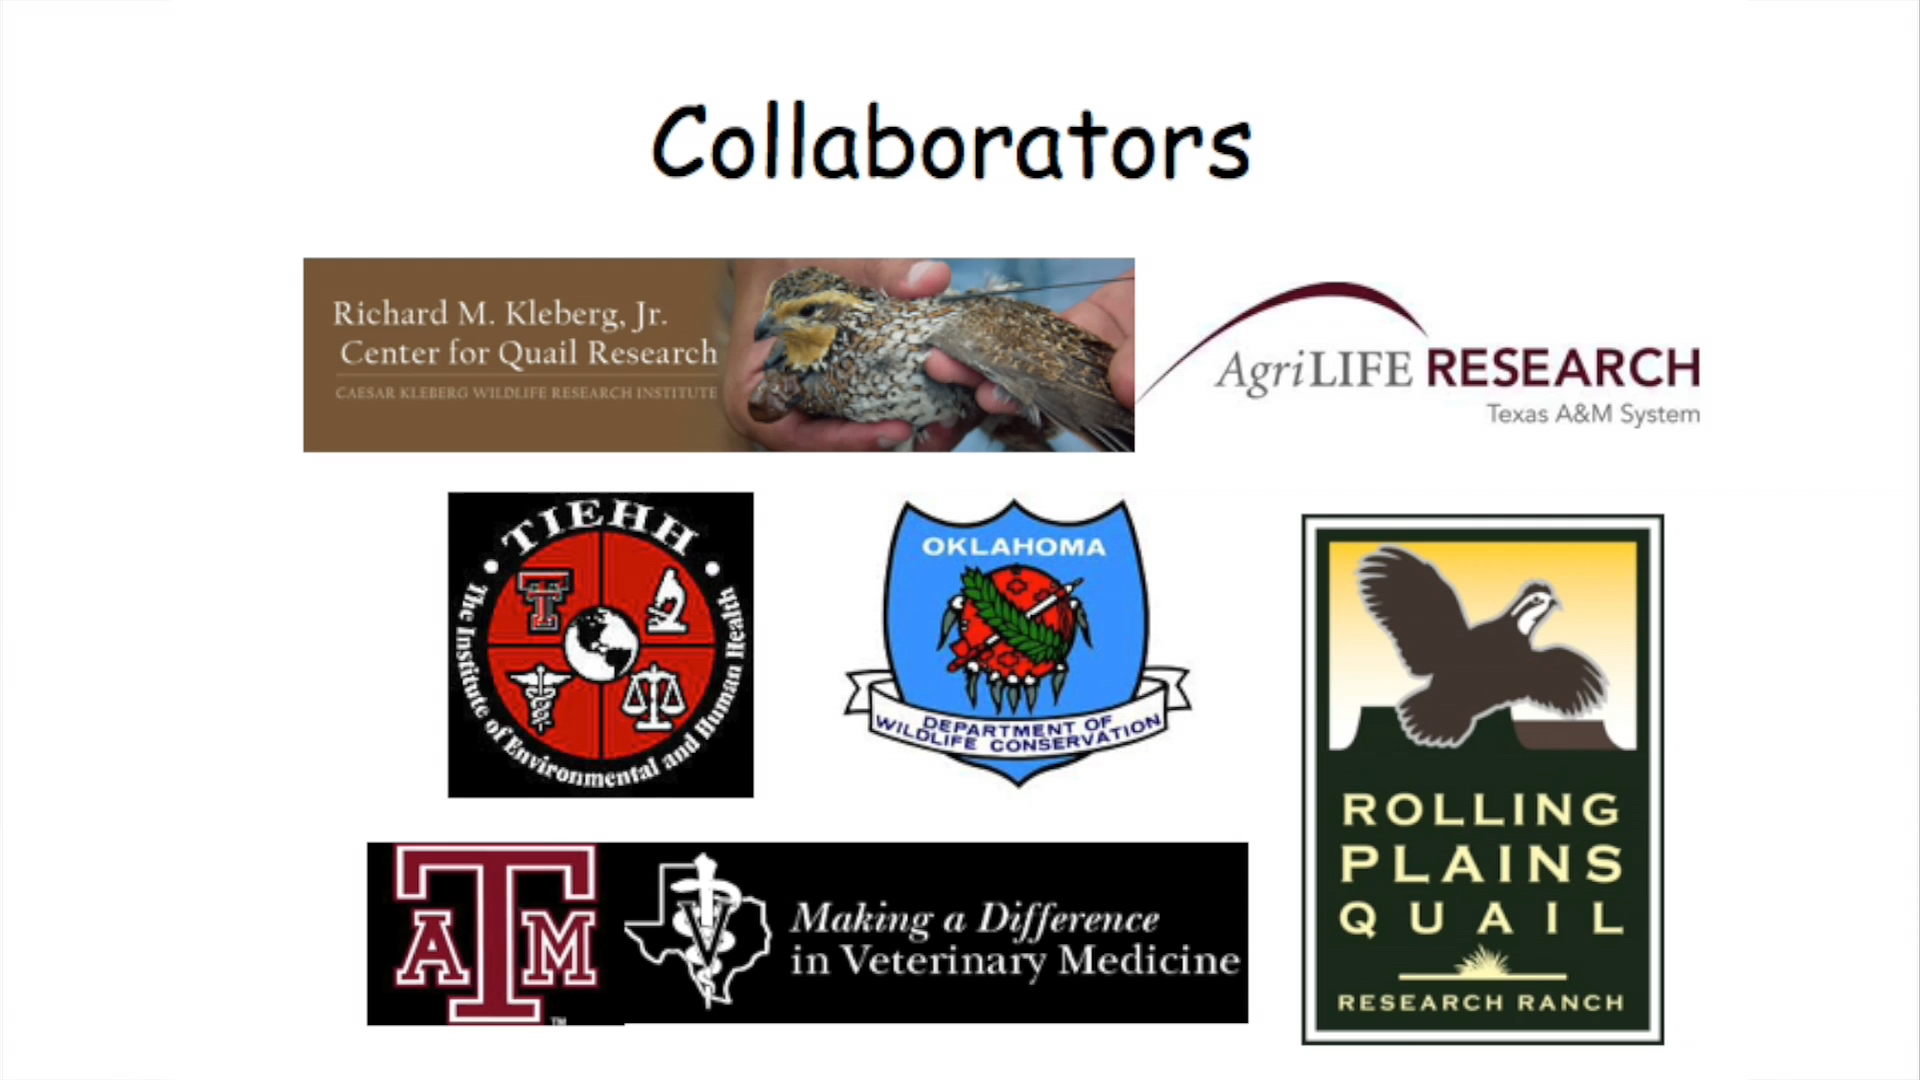 Collaborators
Richard M. Kleberg, Jr.
Center for Quail Research
CAESAR KLEBERG WILDLIFE RESEARCH INSTITUTE
AgriLIFE RESEARCH
Texas A&M System
TIEHH
The Institute of Environmental and Human Health
TT
OKLAHOMA
DEPARTMENT OF
WILDLIFE CONSERVATION
ROLLING
PLAINS
QUAIL
RESEARCH RANCH
ATM
TM
V
Making a Difference
in Veterinary Medicine